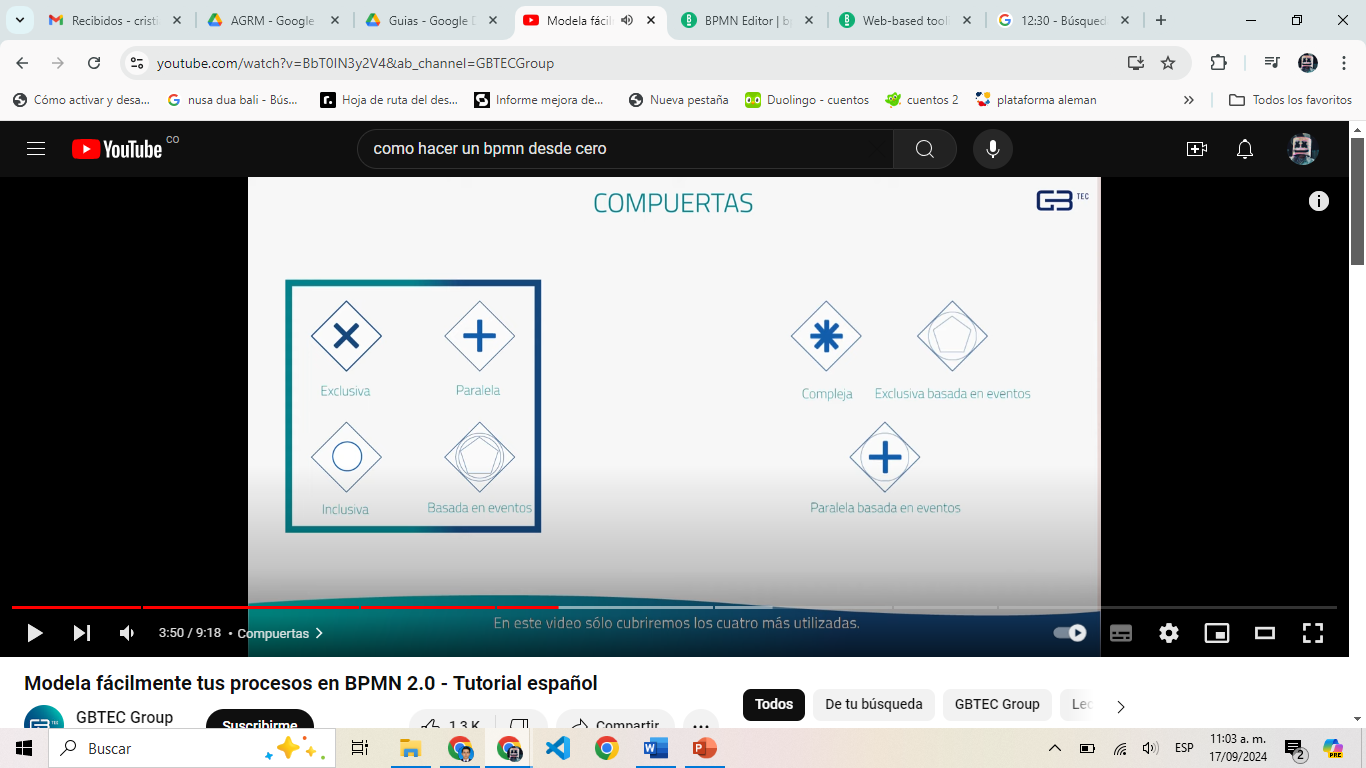 Recibidos - cristi
AGRM - Google
Guias - Google D
Modela fácil
BPMN Editor | bp
Web-based tool
12:30 - Búsqued
youtube.com/watch?v=BbT0IN3y2V4&ab_channel=GBTECGroup
Cómo activar y desa...
nusa dua bali - Bús...
Hoja de ruta del des...
Informe mejora de...
Nueva pestaña
Duolingo - cuentos
cuentos 2
plataforma aleman
Todos los favoritos
YouTube CO
como hacer un bpmn desde cero
COMPUERTAS
GB TEC
Exclusiva
Paralela
Compleja
Exclusiva basada en eventos
Inclusiva
Basada en eventos
Paralela basada en eventos
En este video sólo cubriremos los cuatro más utilizadas.
3:50 / 9:18 • Compuertas
Modela fácilmente tus procesos en BPMN 2.0 - Tutorial español
Todos
De tu búsqueda
GBTEC Group
Lec
GBTEC Group
Suscribirme
1.3 K
Compartir
Buscar
ESP
11:03 a. m.
17/09/2024
2
PRE